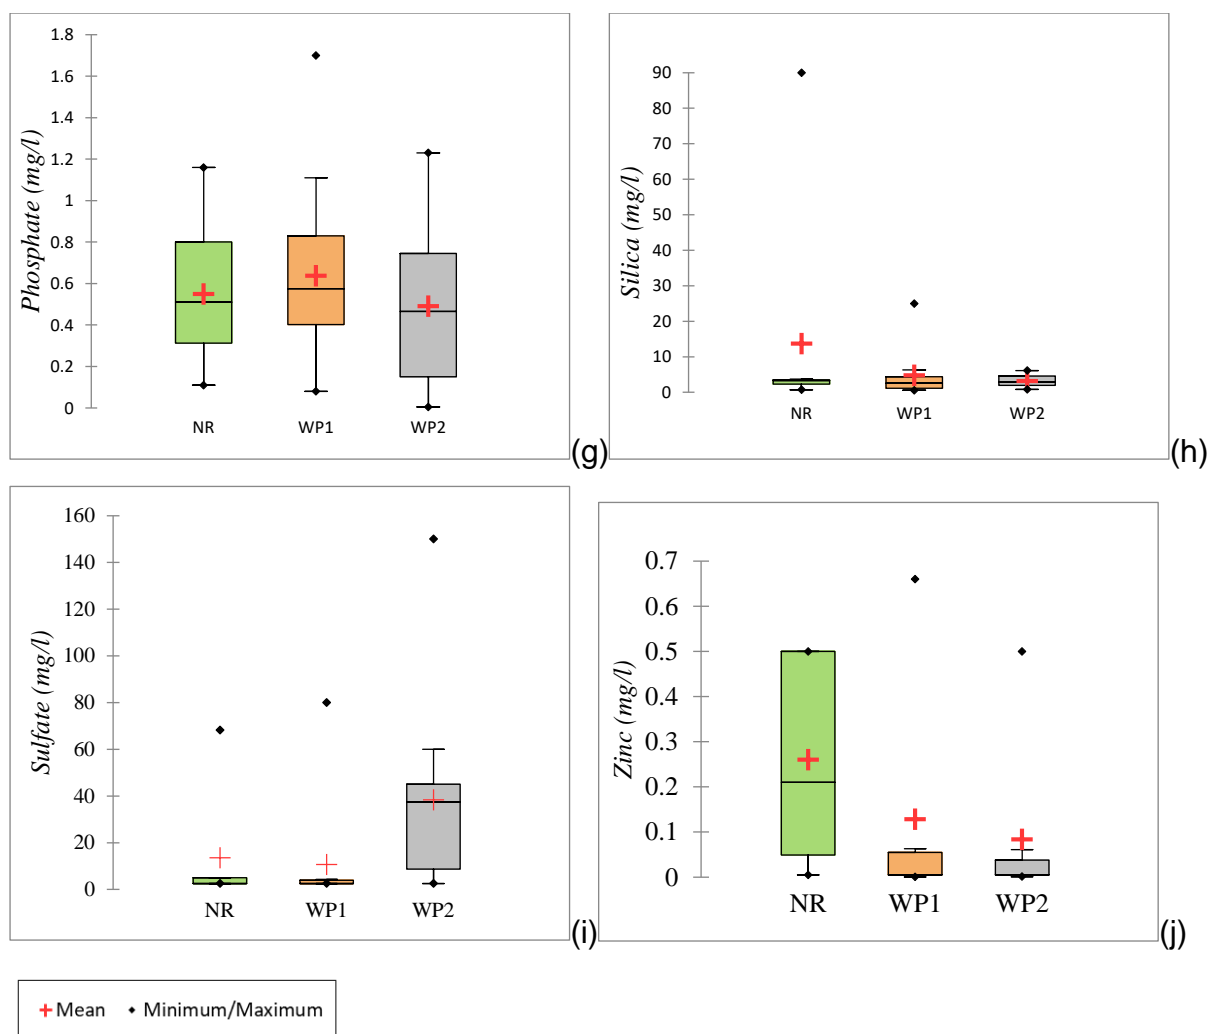 Phosphate (mg/l)
1.8
1.6
1.4
1.2
1
0.8
0.6
0.4
0.2
0
NR WP1 WP2
(g)
Silica (mg/l)
90
80
70
60
50
40
30
20
10
0
NR WP1 WP2
(h)
Sulfate (mg/l)
160
140
120
100
80
60
40
20
0
NR WP1 WP2
(i)
Zinc (mg/l)
0.7
0.6
0.5
0.4
0.3
0.2
0.1
0
NR WP1 WP2
(j)
Mean Minimum/Maximum